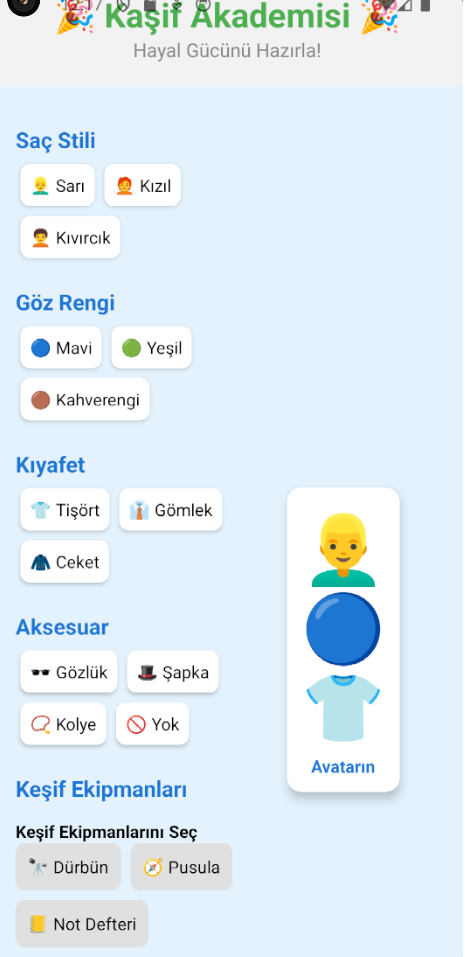 Kaşif Akademisi
Hayal Gücünü Hazırla!
Saç Stili
Sarı
Kızıl
Kıvırcık
Göz Rengi
Mavi
Yeşil
Kahverengi
Kıyafet
Tişört
Gömlek
Ceket
Aksesuar
Gözlük
Şapka
Kolye
Yok
Avatarın
Keşif Ekipmanları
Keşif Ekipmanlarını Seç
Dürbün
Pusula
Not Defteri